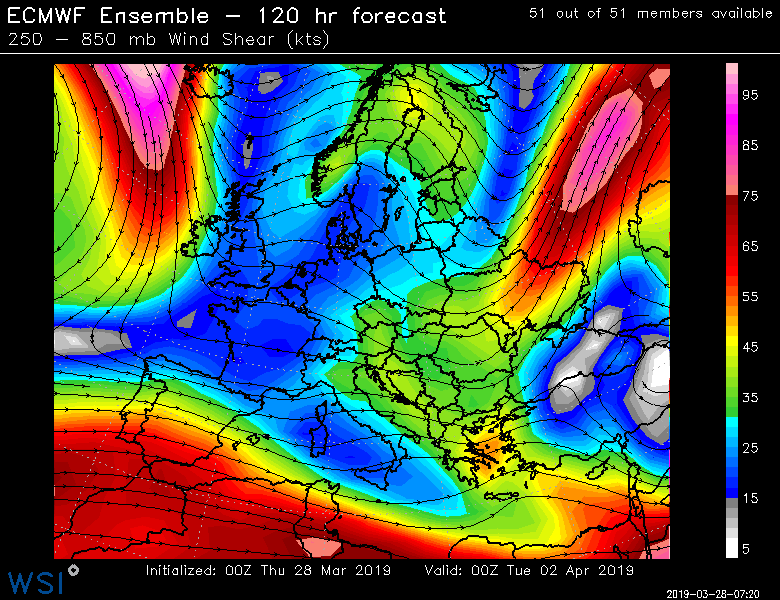 ECMWF Ensemble – 120 hr forecast
51 out of 51 members available
250 – 850 mb Wind Shear (kts)
95
85
75
65
55
45
35
25
15
5
Initialized: 00Z Thu 28 Mar 2019 Valid: 00Z Tue 02 Apr 2019
WSI
2019-03-28-07:20